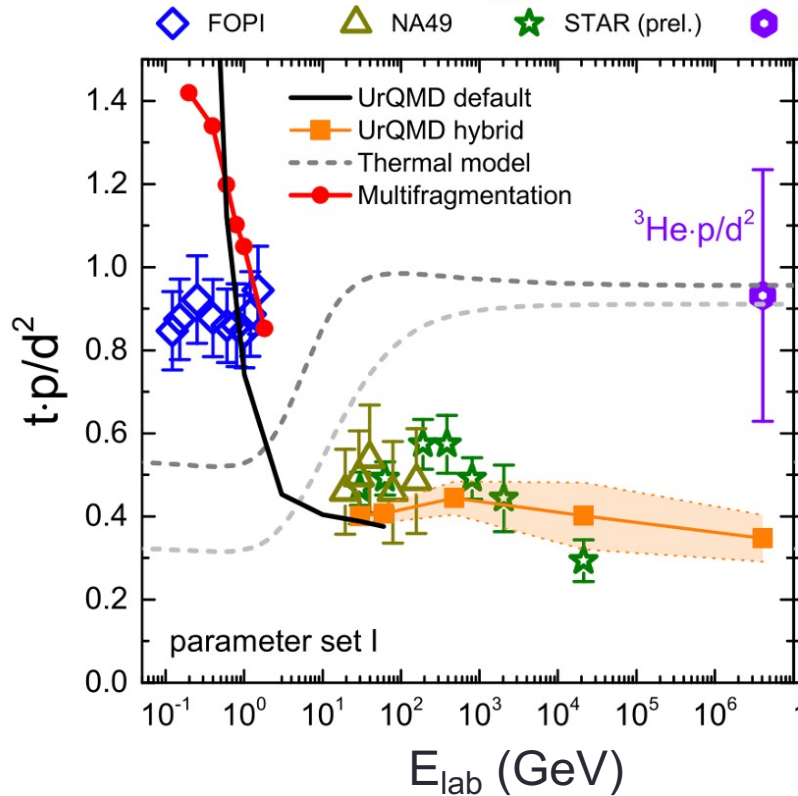 FOPI NA49 STAR (prel.)
UrQMD default
UrQMD hybrid
Thermal model
Multifragmentation
³He·p/d²
t·p/d²
1.4
1.2
1.0
0.8
0.6
0.4
0.2
0.0
parameter set I
10⁻¹ 10⁰ 10¹ 10² 10³ 10⁴ 10⁵ 10⁶
E_lab (GeV)